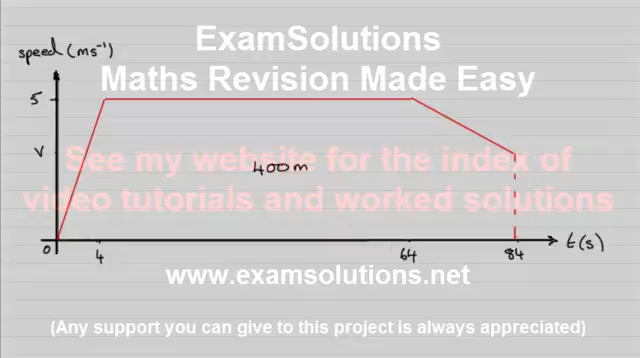 ExamSolutions
speed (ms⁻¹)
Maths Revision Made Easy
5
V
See my website for the index of
400m
video tutorials and worked solutions
0
4
64
84
t(s)
www.examsolutions.net
(Any support you can give to this project is always appreciated)